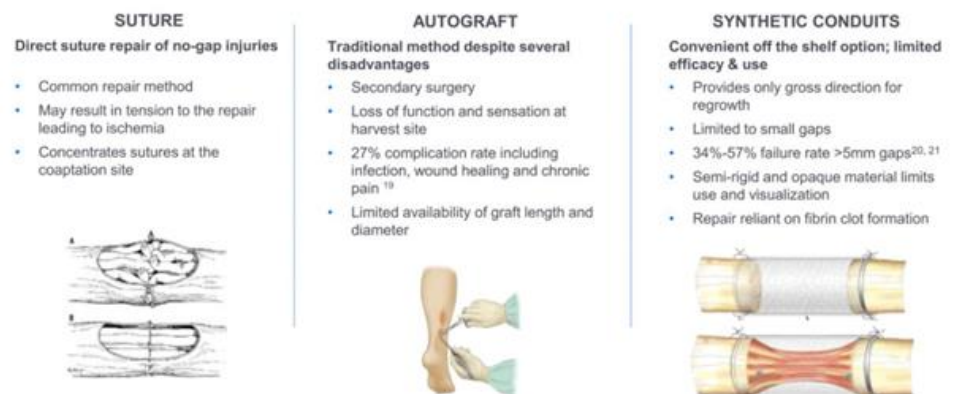 SUTURE
Direct suture repair of no-gap injuries
• Common repair method
• May result in tension to the repair
leading to ischemia
• Concentrates sutures at the
coaptation site
A
B
AUTOGRAFT
Traditional method despite several
disadvantages
• Secondary surgery
• Loss of function and sensation at
harvest site
• 27% complication rate including
infection, wound healing and chronic
pain 19
• Limited availability of graft length and
diameter
SYNTHETIC CONDUITS
Convenient off the shelf option; limited
efficacy & use
• Provides only gross direction for
regrowth
• Limited to small gaps
• 34%-57% failure rate >5mm gaps20, 21
• Semi-rigid and opaque material limits
use and visualization
• Repair reliant on fibrin clot formation